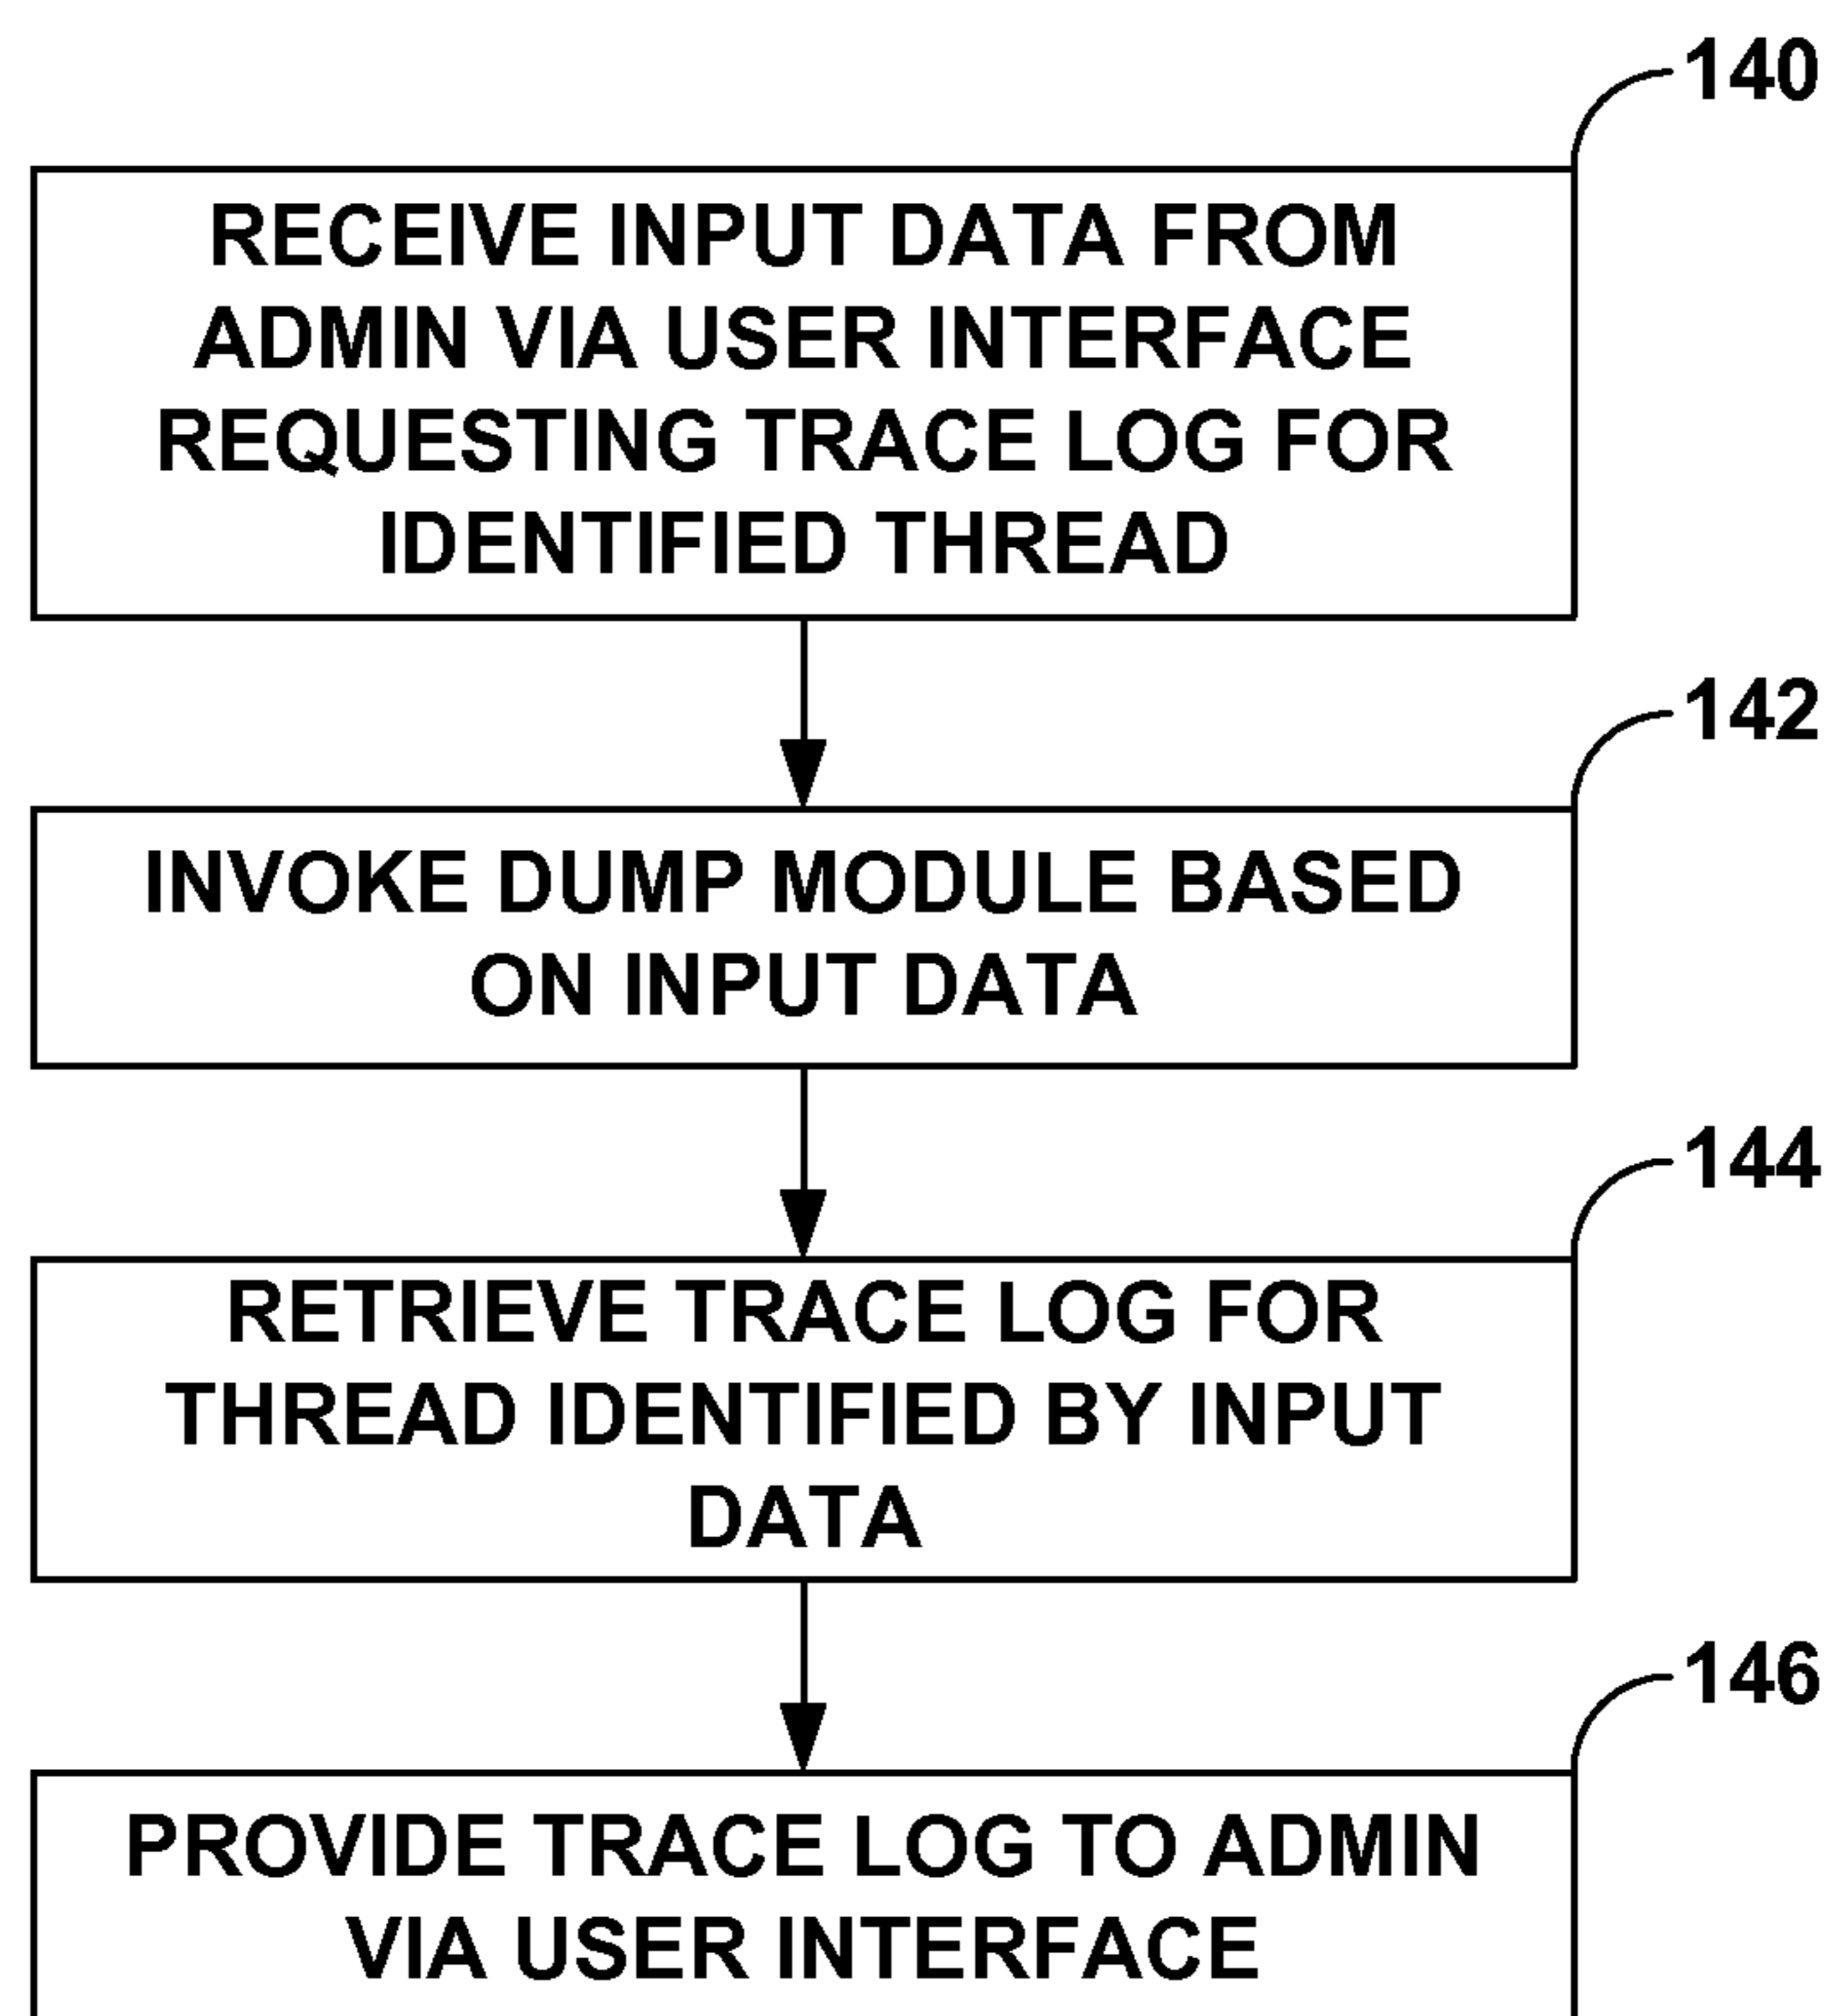 140
RECEIVE INPUT DATA FROM
ADMIN VIA USER INTERFACE
REQUESTING TRACE LOG FOR
IDENTIFIED THREAD
142
INVOKE DUMP MODULE BASED
ON INPUT DATA
144
RETRIEVE TRACE LOG FOR
THREAD IDENTIFIED BY INPUT
DATA
146
PROVIDE TRACE LOG TO ADMIN
VIA USER INTERFACE